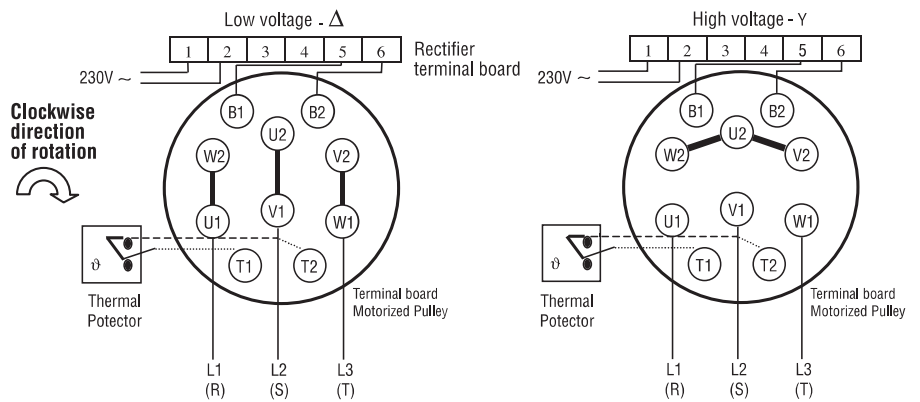 Low voltage - Δ
1 2 3 4 5 6
Rectifier
terminal board
230V ~
Clockwise
direction
of rotation
B1 B2
U2
W2 V2
V1
U1 W1
T1 T2
ϑ
Thermal
Potector
Terminal board
Motorized Pulley
L1 L2 L3
(R) (S) (T)
High voltage - Y
1 2 3 4 5 6
230V ~
B1 B2
U2
W2 V2
V1
U1 W1
T1 T2
ϑ
Thermal
Potector
Terminal board
Motorized Pulley
L1 L2 L3
(R) (S) (T)